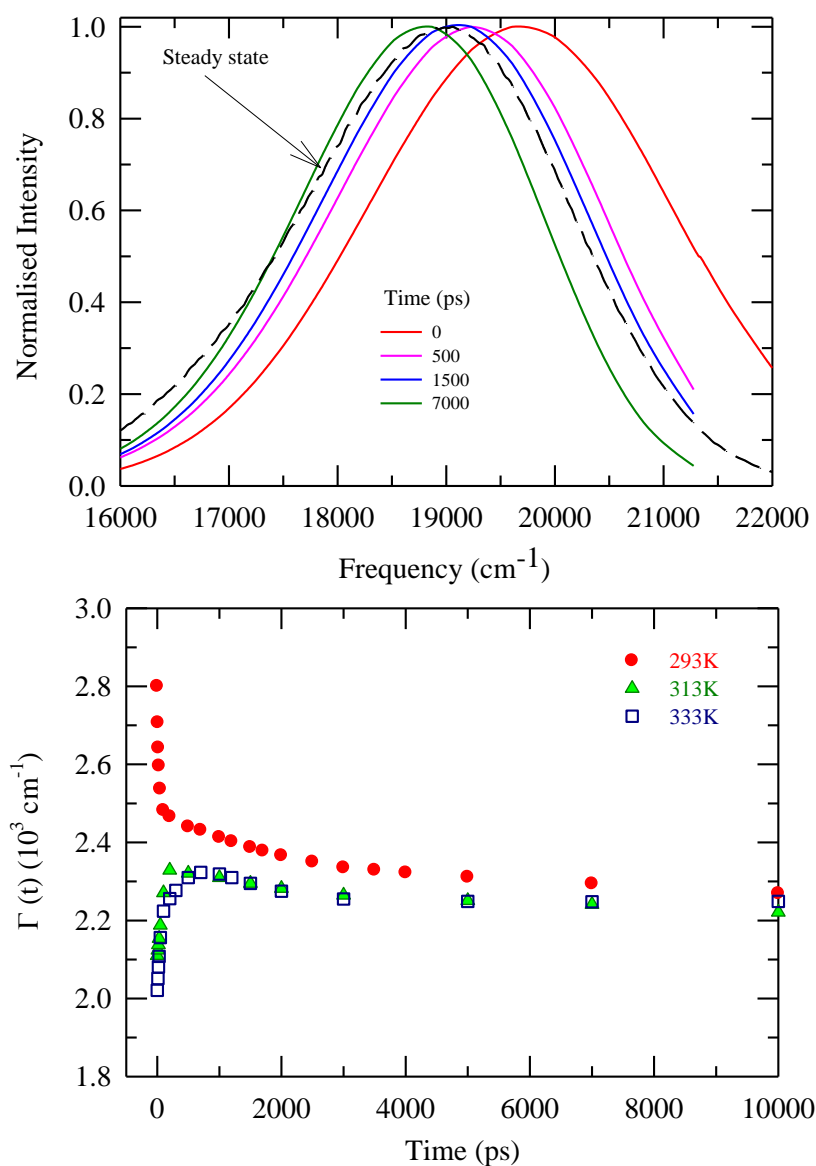 1.0
0.8
0.6
0.4
0.2
0.0
Normalised Intensity
Steady state
Time (ps)
0
500
1500
7000
16000 17000 18000 19000 20000 21000 22000
Frequency (cm⁻¹)
3.0
2.8
2.6
2.4
2.2
2.0
1.8
Γ (t) (10³ cm⁻¹)
293K
313K
333K
0 2000 4000 6000 8000 10000
Time (ps)